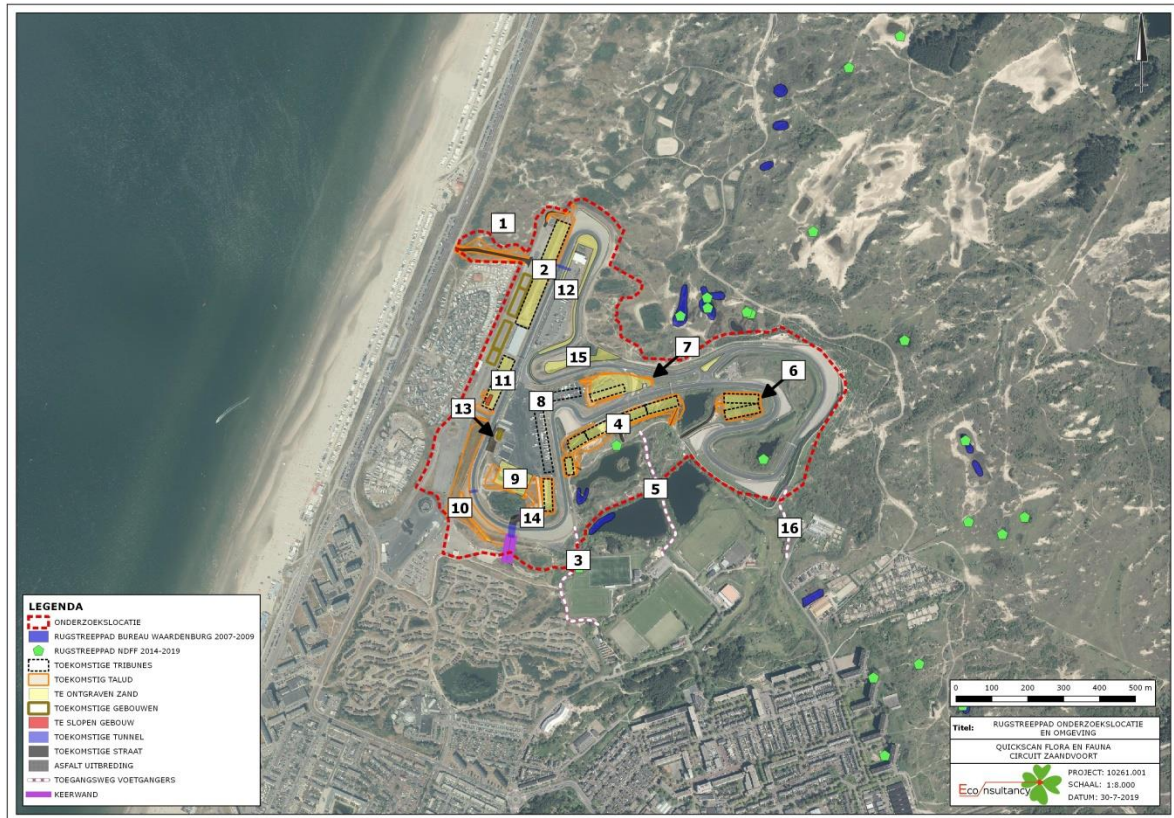 1
2
12
15
7
6
11
8
13
4
9
5
10
14
16
3
LEGENDA
ONDERZOEKSLOCATIE
RUGSTREEPPAD BUREAU WAARDENBURG 2007-2009
RUGSTREEPPAD NDFF 2014-2019
TOEKOMSTIGE TRIBUNES
TOEKOMSTIG TALUD
TE ONTGRAVEN ZAND
TOEKOMSTIGE GEBOUWEN
TE SLOPEN GEBOUW
TOEKOMSTIGE TUNNEL
TOEKOMSTIGE STRAAT
ASFALT UITBREDING
TOEGANGSWEG VOETGANGERS
KEERWAND
0 100 200 300 400 500 m
Titel: RUGSTREEPPAD ONDERZOEKSLOCATIE
EN OMGEVING
QUICKSCAN FLORA EN FAUNA
CIRCUIT ZAANDVOORT
Econsultancy
PROJECT: 10261.001
SCHAAL: 1:8.000
DATUM: 30-7-2019